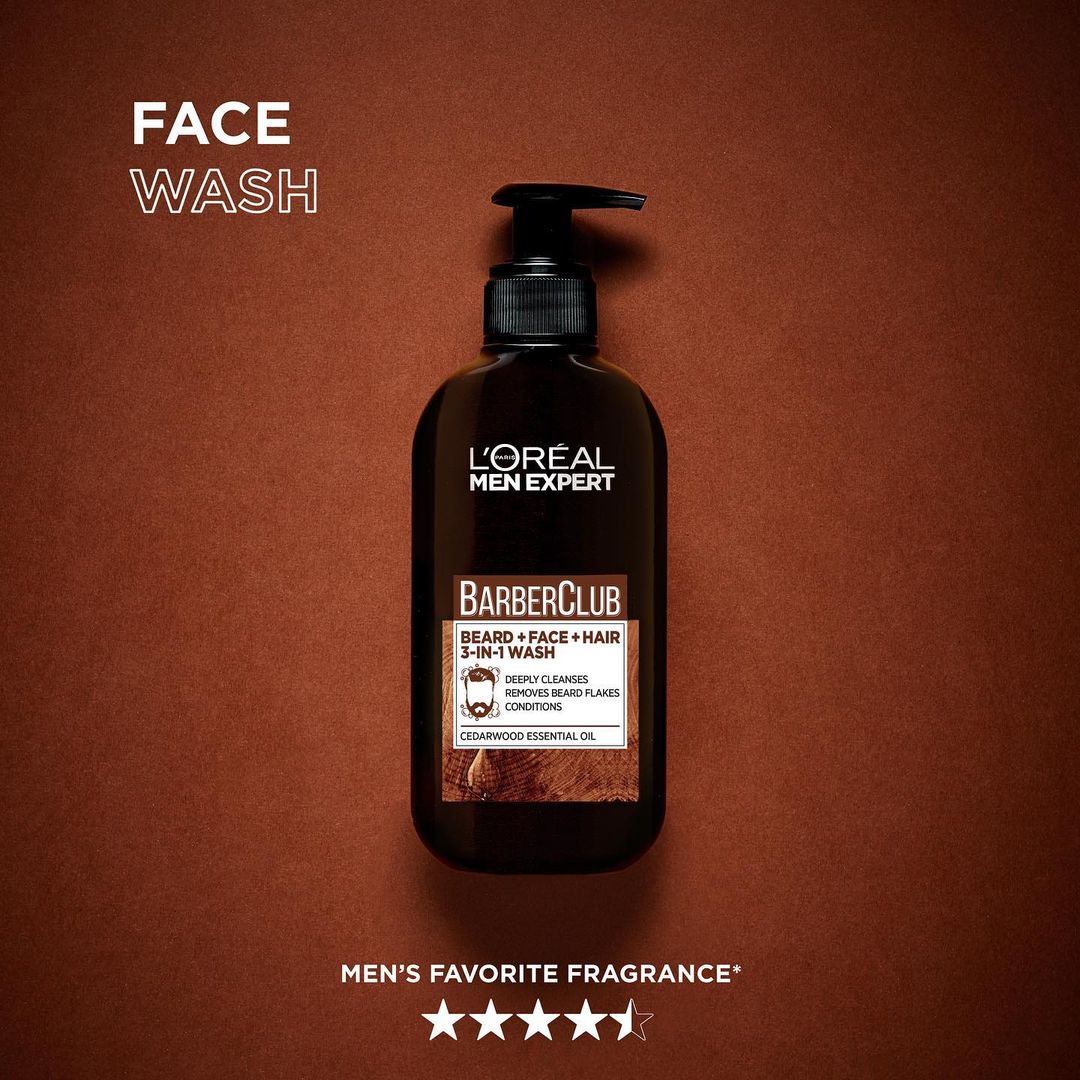 FACE
WASH
L'ORÉAL
PARIS
MEN EXPERT
BARBERCLUB
BEARD + FACE + HAIR
3-IN-1 WASH
DEEPLY CLEANSES
REMOVES BEARD FLAKES
CONDITIONS
CEDARWOOD ESSENTIAL OIL
MEN'S FAVORITE FRAGRANCE*